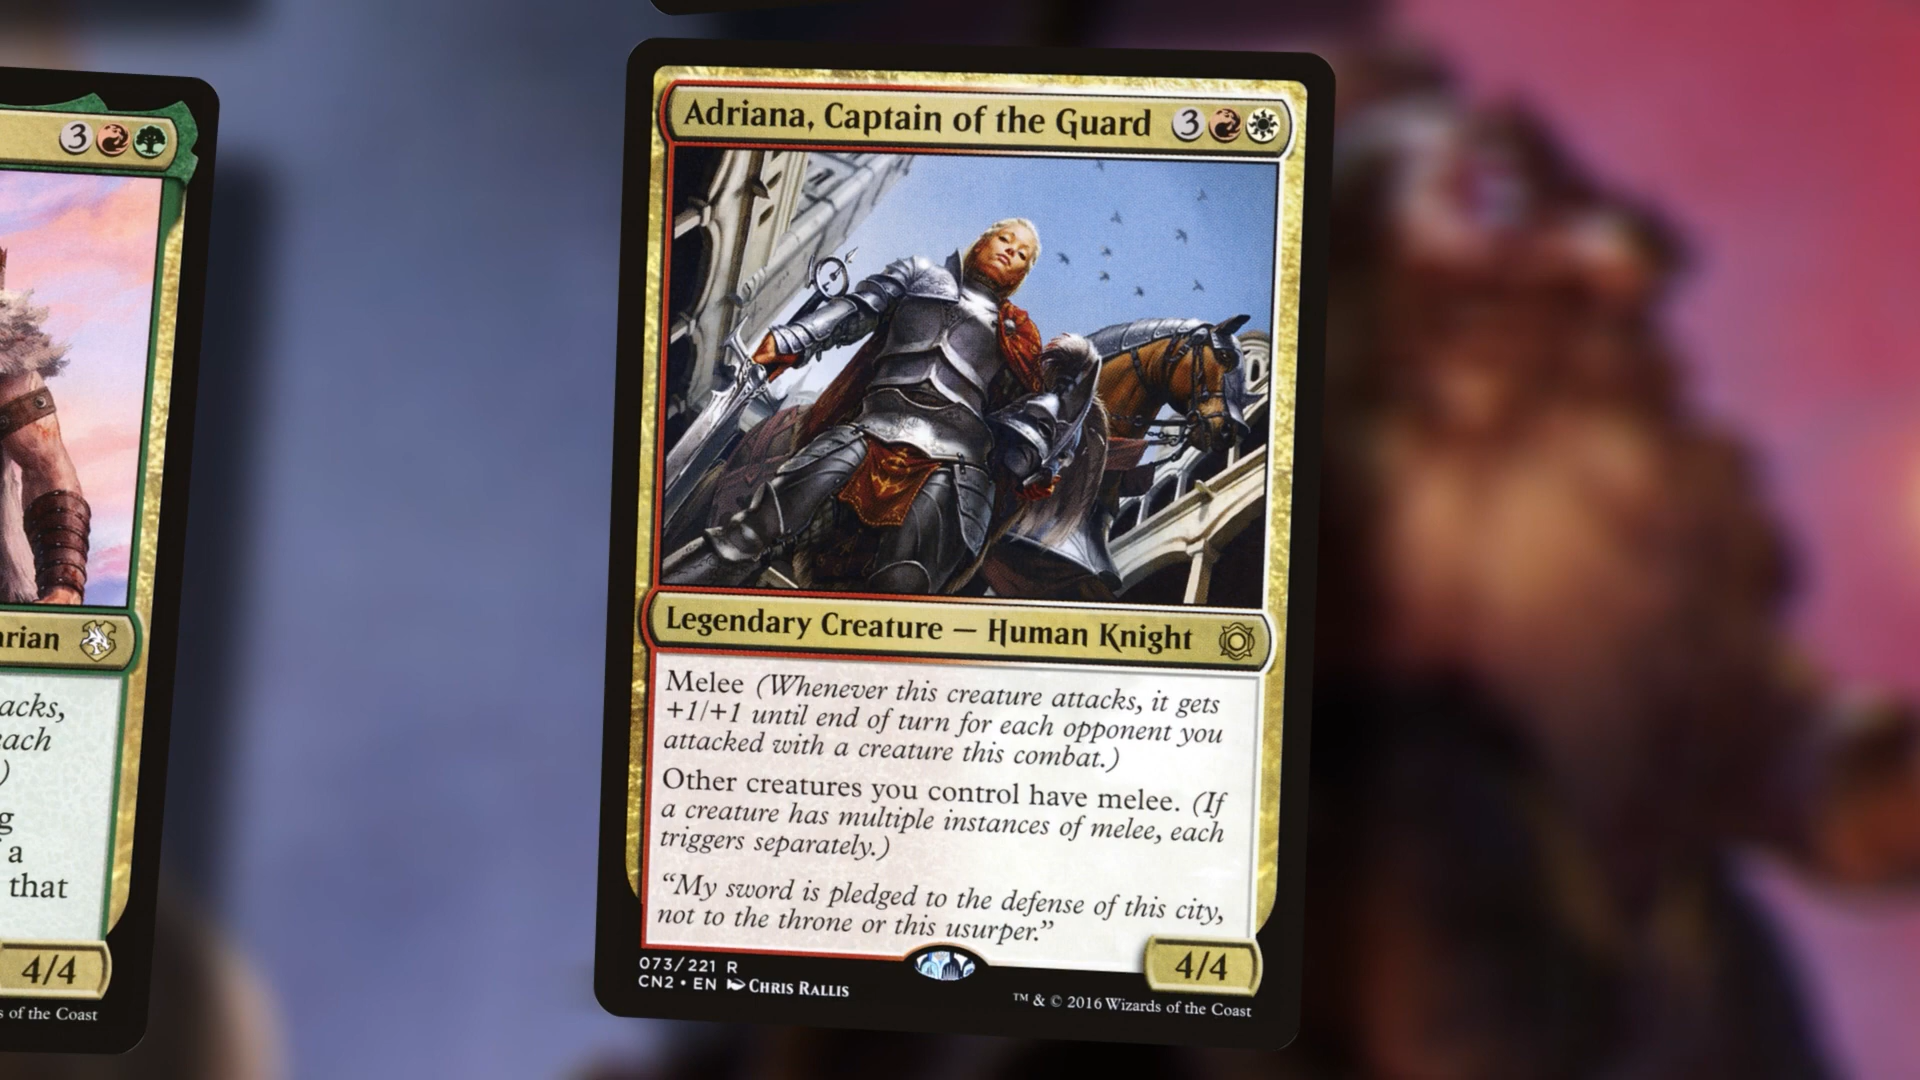 3
arian
acks,
each
)
g
a
that
4/4
s of the Coast
Adriana, Captain of the Guard 3
Legendary Creature — Human Knight
Melee (Whenever this creature attacks, it gets
+1/+1 until end of turn for each opponent you
attacked with a creature this combat.)
Other creatures you control have melee. (If
a creature has multiple instances of melee, each
triggers separately.)
“My sword is pledged to the defense of this city,
not to the throne or this usurper.”
4/4
073/221 R
CN2 • EN Chris Rallis
™ & © 2016 Wizards of the Coast